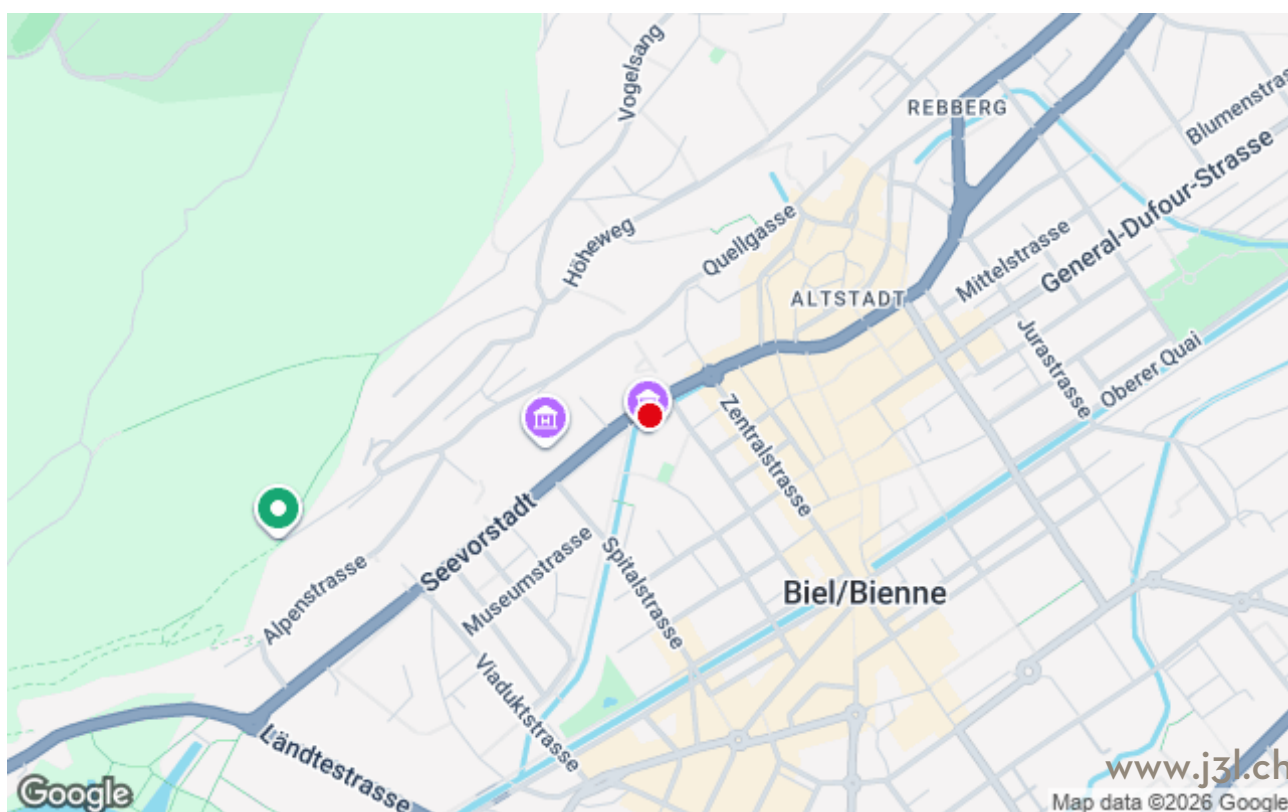 Vogelsang
REBBERG
Blumenstras
General-Dufour-Strasse
Höheweg
Quellgasse
Mittelstrasse
ALTSTADT
Jurastrasse
Oberer Quai
Zentralstrasse
Seevorstadt
Museumstrasse
Spitalstrasse
Alpenstrasse
Biel/Bienne
Viaduktstrasse
Ländtestrasse
www.j3l.ch
Google
Map data ©2026 Google